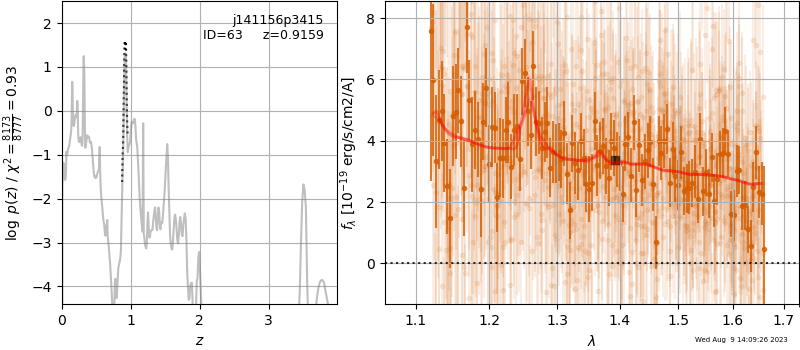 j141156p3415
ID=63 z=0.9159
log p(z) / χ² = 8173/8777 = 0.93
2
1
0
−1
−2
−3
−4
0 1 2 3
z
fλ [10⁻¹⁹ erg/s/cm2/A]
8
6
4
2
0
1.1 1.2 1.3 1.4 1.5 1.6 1.7
λ
Wed Aug 9 14:09:26 2023